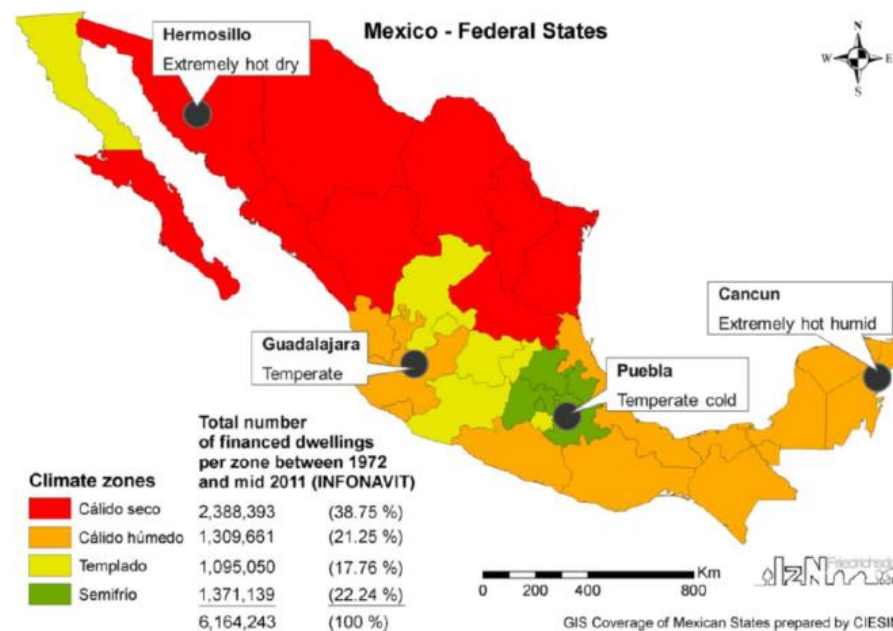 Mexico - Federal States
N
W E
S
Hermosillo
Extremely hot dry
Cancun
Extremely hot humid
Guadalajara
Temperate
Puebla
Temperate cold
Total number
of financed dwellings
per zone between 1972
and mid 2011 (INFONAVIT)
Climate zones
Cálido seco 2,388,393 (38.75 %)
Cálido húmedo 1,309,661 (21.25 %)
Templado 1,095,050 (17.76 %)
Semifrío 1,371,139 (22.24 %)
6,164,243 (100 %)
Km
0 200 400 800
GIS Coverage of Mexican States prepared by CIESIN